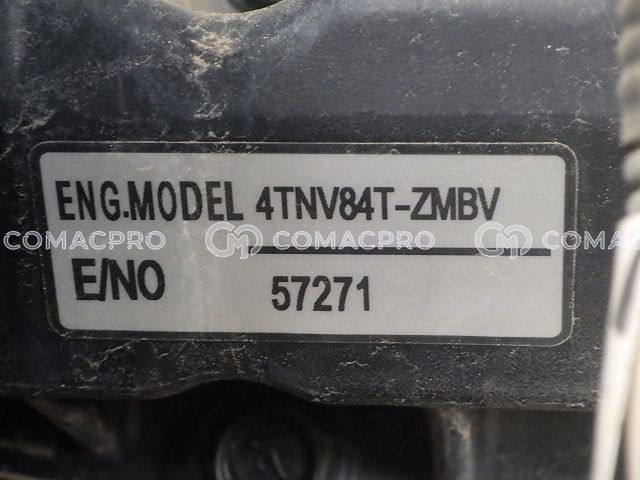 ENG.MODEL 4TNV84T-ZMBV
COMACPRO COMACPRO COMAC
E/NO 57271